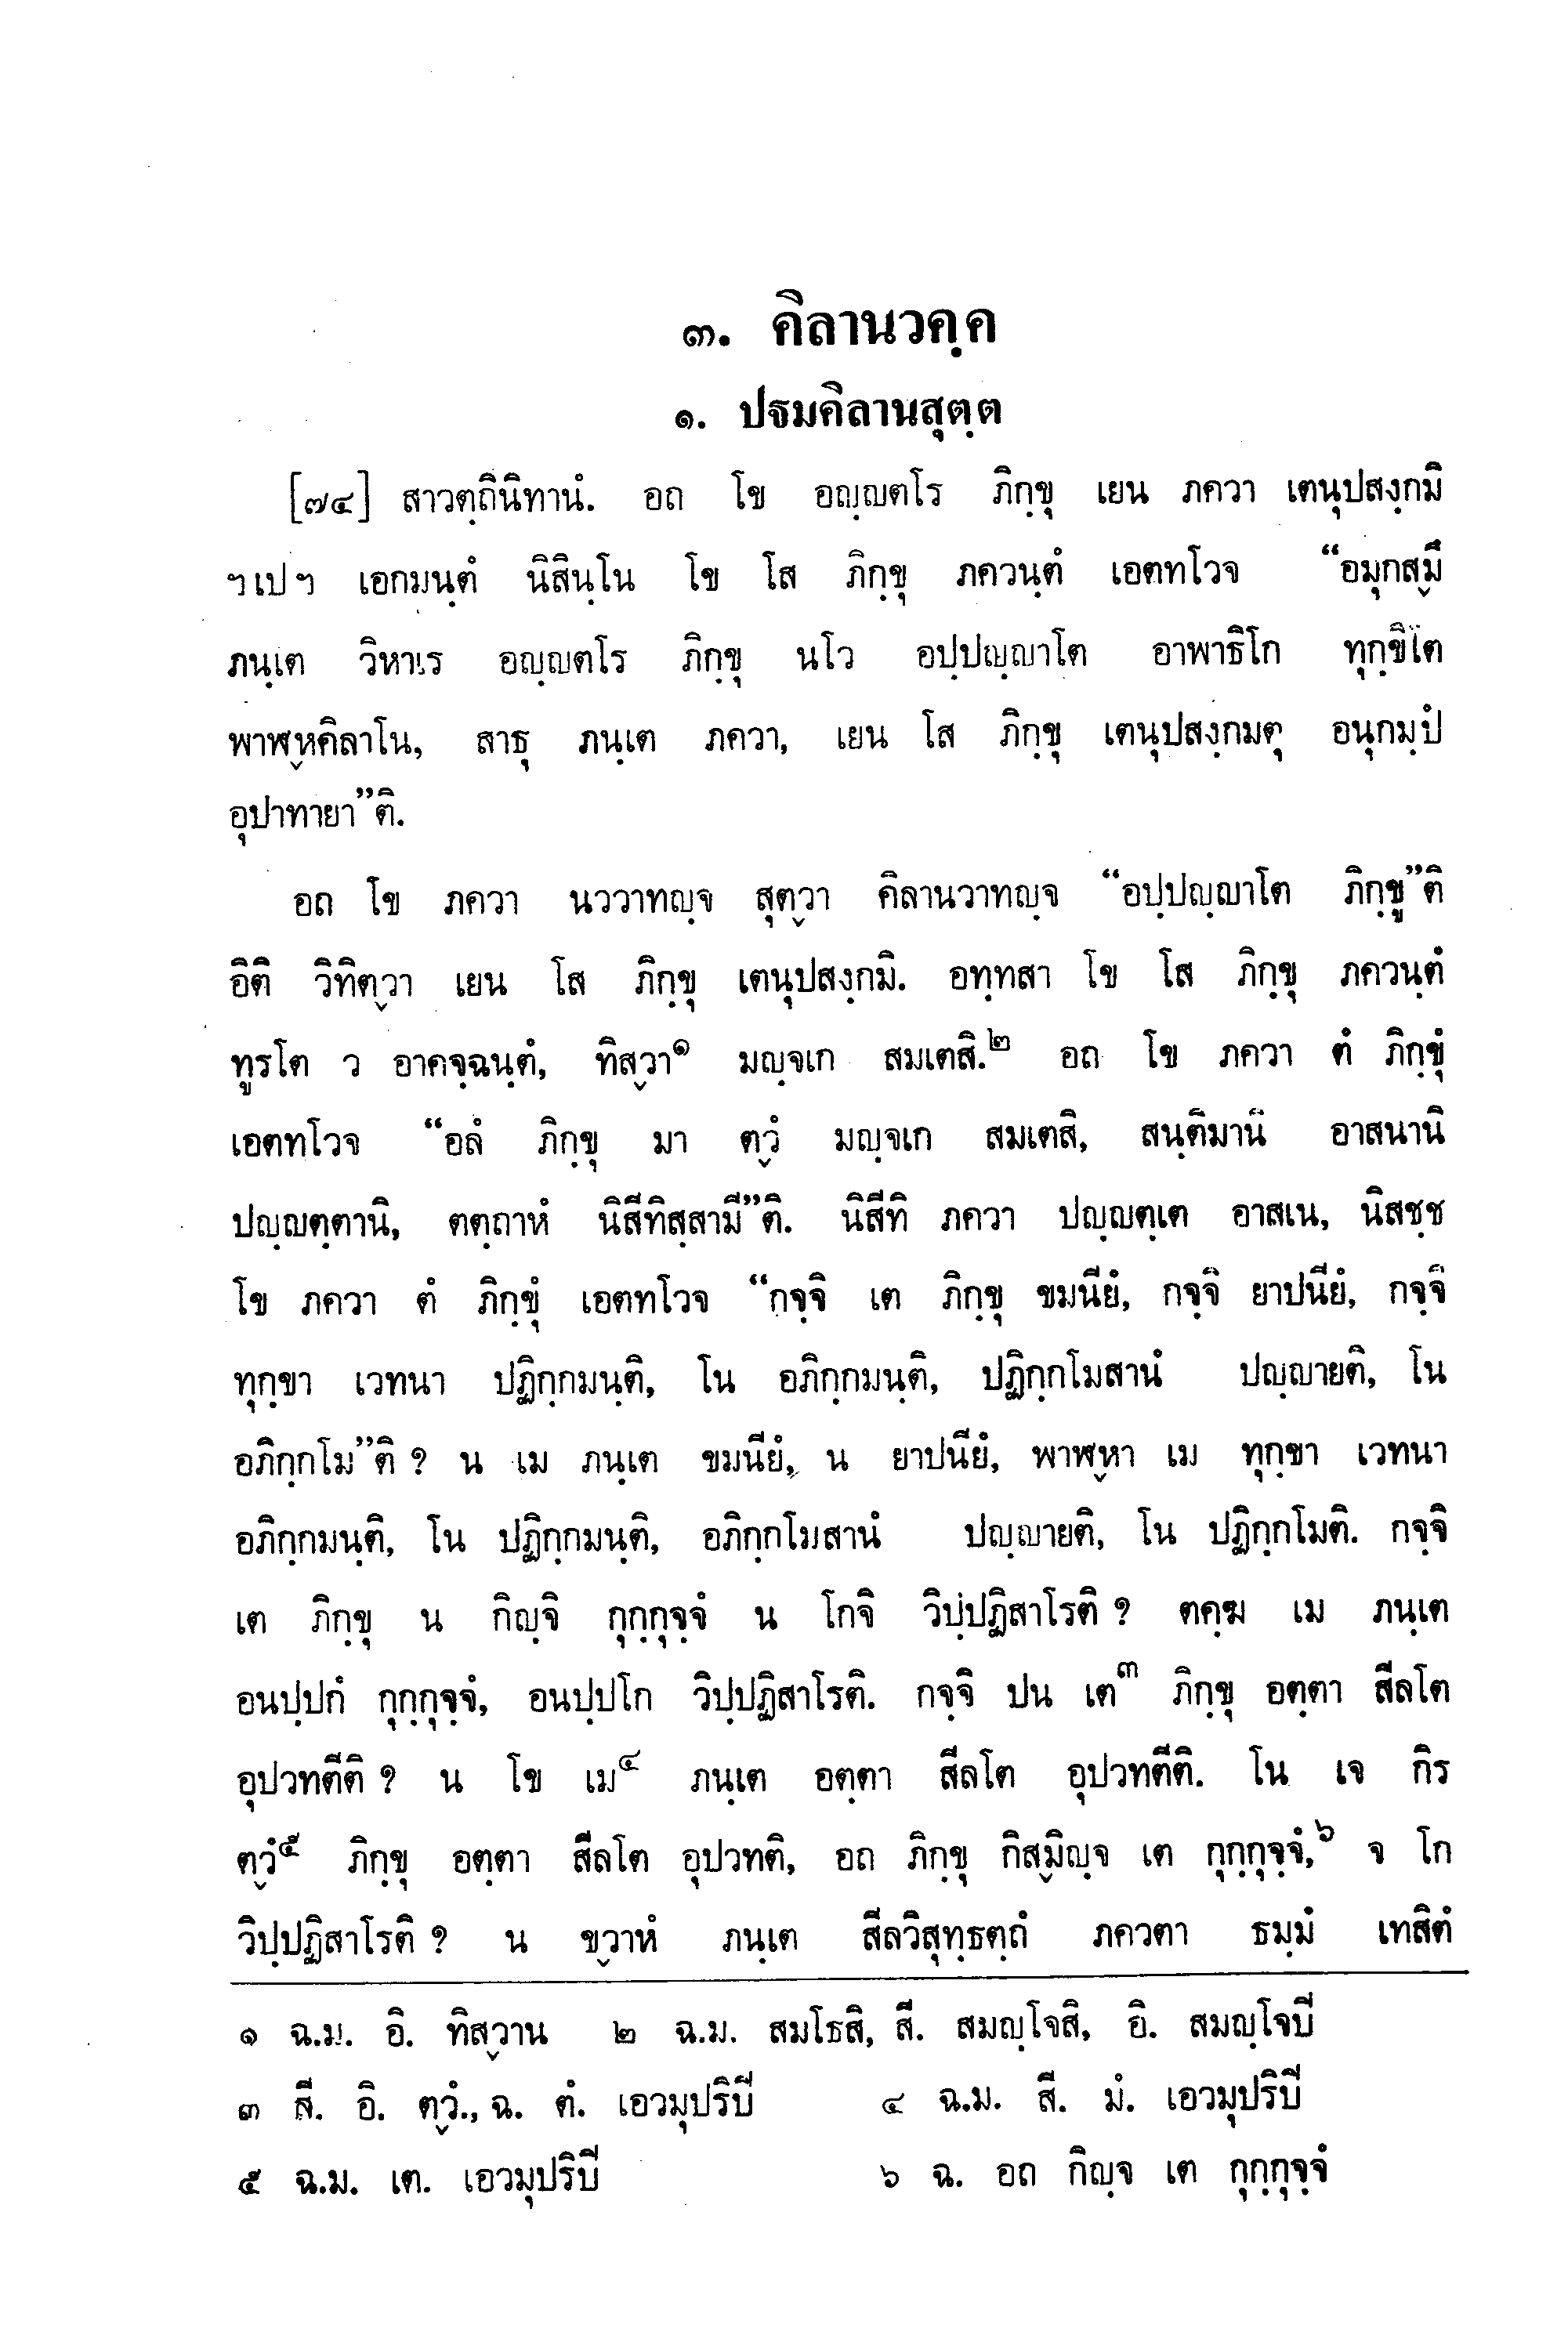 ๓. คิลานวคฺค
๑. ปฐมคิลานสุตฺต
[๗๔] สาวตฺถีนิทานํ. อถ โข อญฺญตโร ภิกฺขุ เยน ภควา เตนุปสงฺกมิ
ฯเปฯ เอกมนฺตํ นิสินฺโน โข โส ภิกฺขุ ภควนฺตํ เอตทโวจ “อมุกสฺมึ
ภนฺเต วิหาเร อญฺญตโร ภิกฺขุ นโว อปฺปญฺญาโต อาพาธิโก ทุกฺขิโต
พาฬฺหคิลาโน, สาธุ ภนฺเต ภควา, เยน โส ภิกฺขุ เตนุปสงฺกมตุ อนุกมฺปํ
อุปาทายา”ติ.
อถ โข ภควา นววาทญฺจ สุตฺวา คิลานวาทญฺจ “อปฺปญฺญาโต ภิกฺขู”ติ
อิติ วิทิตฺวา เยน โส ภิกฺขุ เตนุปสงฺกมิ. อทฺทสา โข โส ภิกฺขุ ภควนฺตํ
ทูรโต ว อาคจฺฉนฺตํ, ทิสฺวา๑ มญฺจเก สมเตสิ.๒ อถ โข ภควา ตํ ภิกฺขุํ
เอตทโวจ “อลํ ภิกฺขุ มา ตฺวํ มญฺจเก สมเตสิ, สนฺตีมานิ อาสนานิ
ปญฺญตฺตานิ, ตตฺถาหํ นิสีทิสฺสามี”ติ. นิสีทิ ภควา ปญฺญตฺเต อาสเน, นิสชฺช
โข ภควา ตํ ภิกฺขุํ เอตทโวจ “กจฺจิ เต ภิกฺขุ ขมนียํ, กจฺจิ ยาปนียํ, กจฺจิ
ทุกฺขา เวทนา ปฏิกฺกมนฺติ, โน อภิกฺกมนฺติ, ปฏิกฺกโมสานํ ปญฺญายติ, โน
อภิกฺกโม”ติ ? น เม ภนฺเต ขมนียํ, น ยาปนียํ, พาฬฺหา เม ทุกฺขา เวทนา
อภิกฺกมนฺติ, โน ปฏิกฺกมนฺติ, อภิกฺกโมสานํ ปญฺญายติ, โน ปฏิกฺกโมติ. กจฺจิ
เต ภิกฺขุ น กิญฺจิ กุกฺกุจฺจํ น โกจิ วิปฺปฏิสาโรติ ? ตคฺฆ เม ภนฺเต
อนปฺปกํ กุกฺกุจฺจํ, อนปฺปโก วิปฺปฏิสาโรติ. กจฺจิ ปน เต๓ ภิกฺขุ อตฺตา สีลโต
อุปวทตีติ ? น โข เม๔ ภนฺเต อตฺตา สีลโต อุปวทตีติ. โน เจ กิร
ตฺวํ๕ ภิกฺขุ อตฺตา สีลโต อุปวทติ, อถ ภิกฺขุ กิสฺมิญฺจ เต กุกฺกุจฺจํ,๖ จ โก
วิปฺปฏิสาโรติ ? น ขฺวาหํ ภนฺเต สีลวิสุทฺธตฺถํ ภควตา ธมฺมํ เทสิตํ
๑ ฉ.ม. อิ. ทิสฺวาน ๒ ฉ.ม. สมโธสิ, สี. สมญฺโจสิ, อิ. สมญฺโจปี
๓ สี. อิ. ตฺวํ., ฉ. ตํ. เอวมุปริปี ๔ ฉ.ม. สี. มํ. เอวมุปริปี
๕ ฉ.ม. เต. เอวมุปริปี ๖ ฉ. อถ กิญฺจ เต กุกฺกุจฺจํ